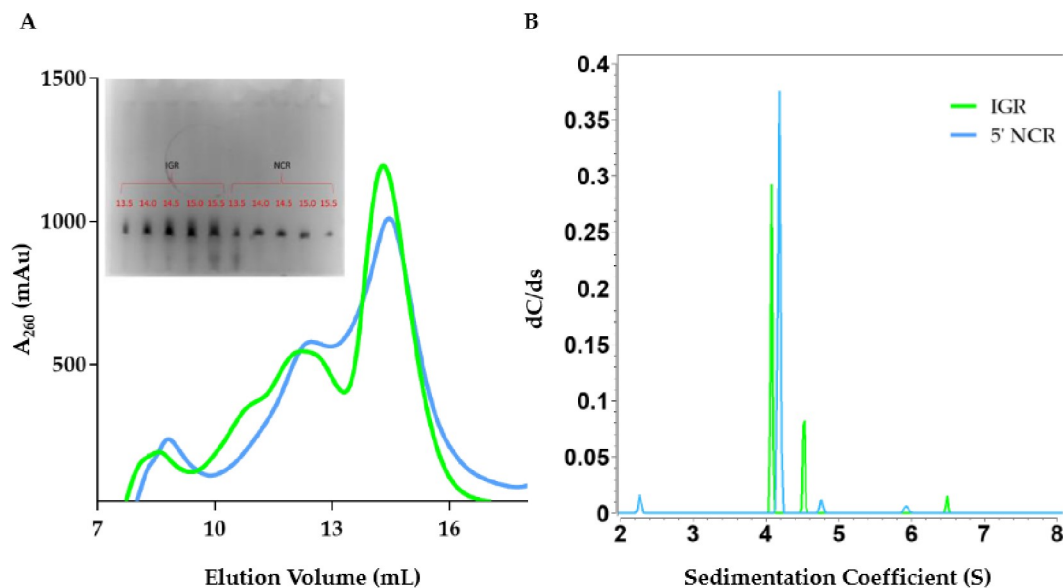 A
B
1500
1000
500
A260 (mAu)
7
10
13
16
Elution Volume (mL)
IGR
NCR
13.5 14.0 14.5 15.0 15.5 13.5 14.0 14.5 15.0 15.5
0.4
0.35
0.3
0.25
0.2
0.15
0.1
0.05
0
dC/ds
2 3 4 5 6 7 8
Sedimentation Coefficient (S)
IGR
5' NCR